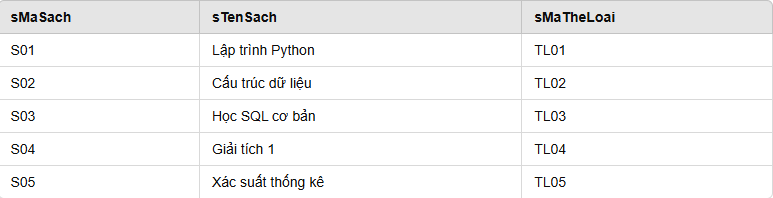 sMaSach sTenSach sMaTheLoai
S01 Lập trình Python TL01
S02 Cấu trúc dữ liệu TL02
S03 Học SQL cơ bản TL03
S04 Giải tích 1 TL04
S05 Xác suất thống kê TL05